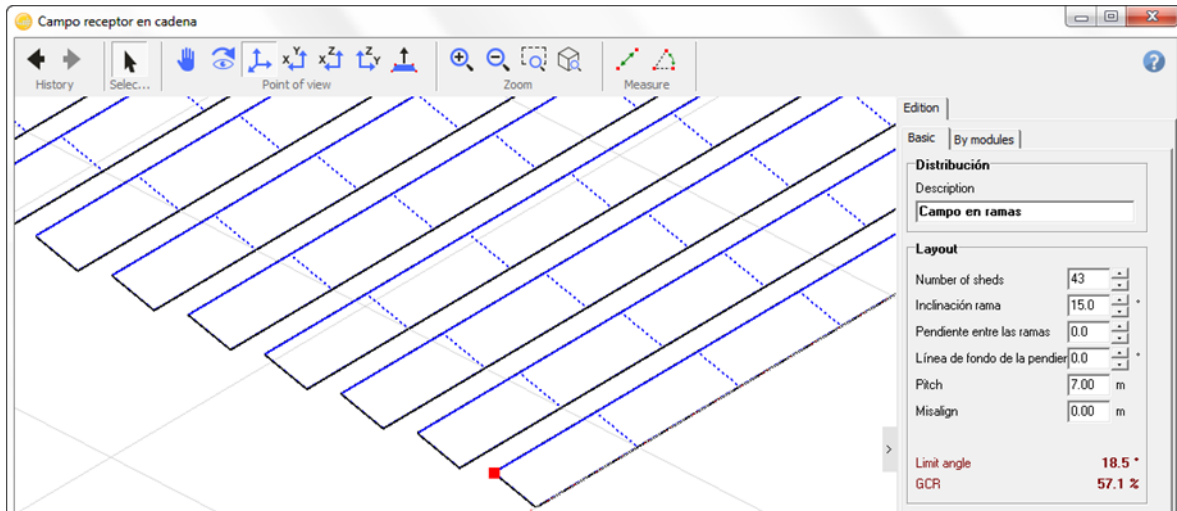 Campo receptor en cadena
History
Selec...
Point of view
Zoom
Measure
Edition
Basic
By modules
Distribución
Description
Campo en ramas
Layout
Number of sheds 43
Inclinación rama 15.0 °
Pendiente entre las ramas 0.0
Línea de fondo de la pendier 0.0 °
Pitch 7.00 m
Misalign 0.00 m
Limit angle 18.5 °
GCR 57.1 %